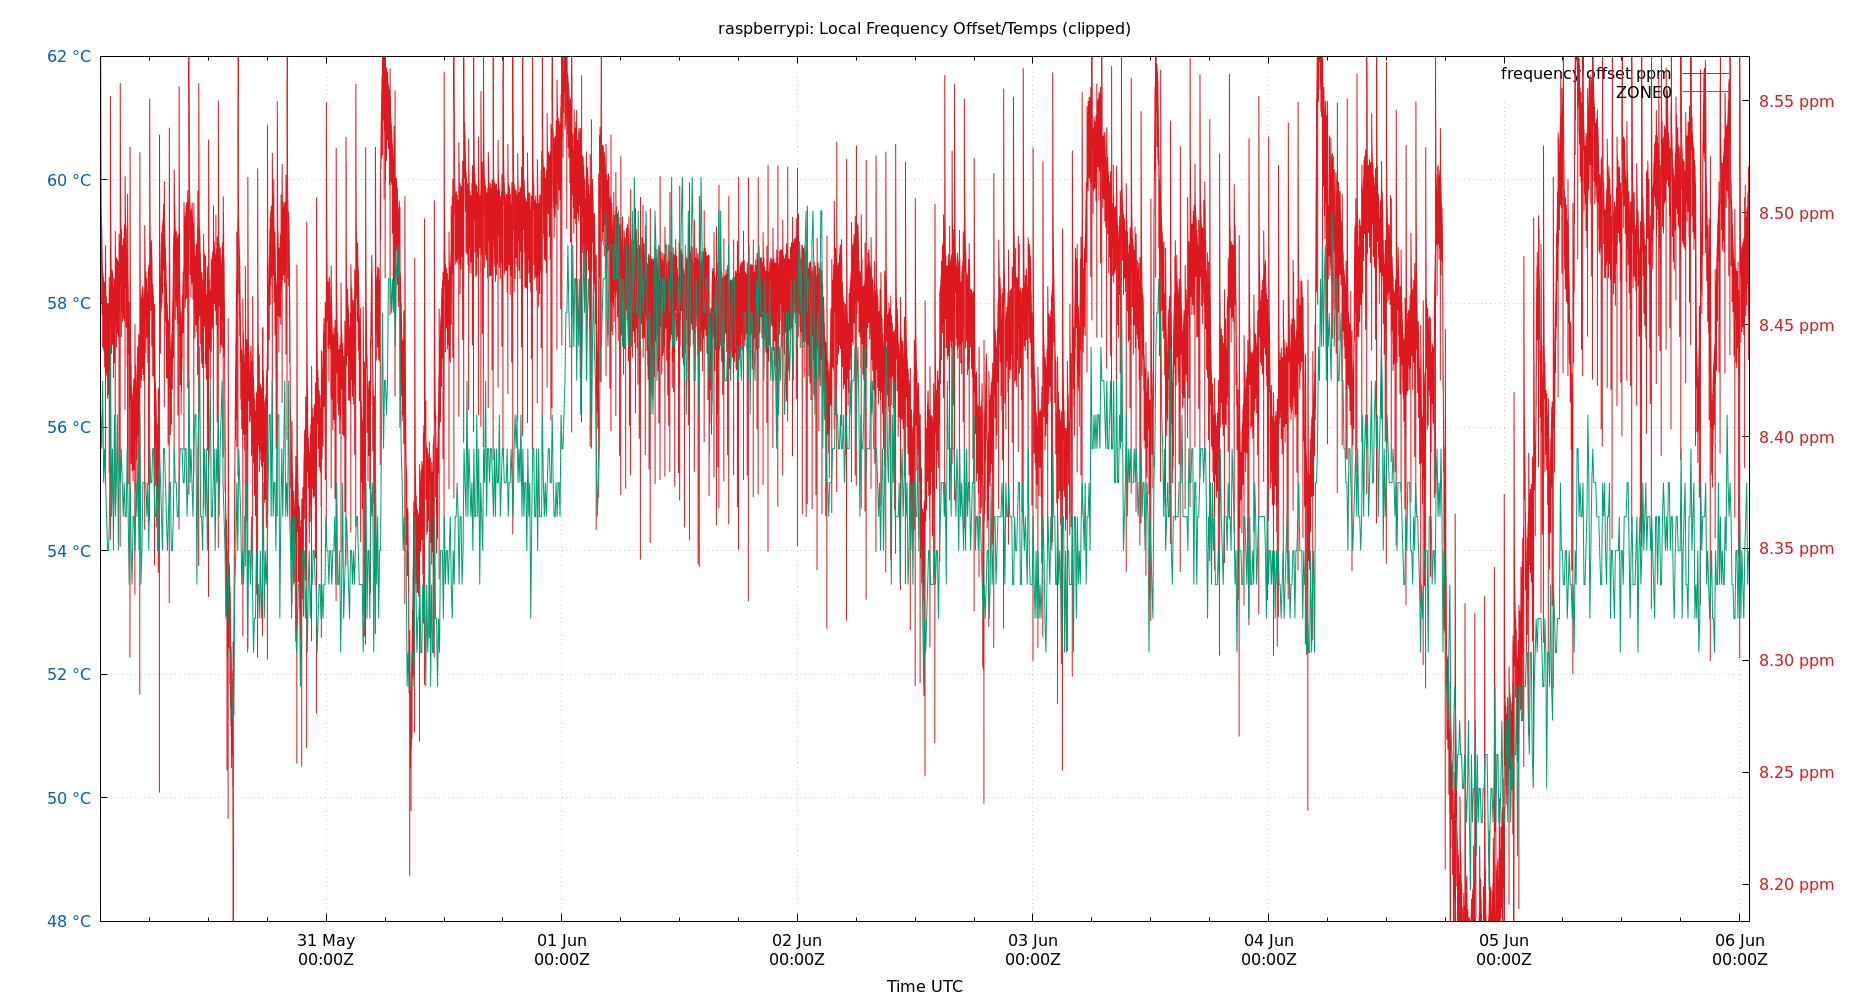 raspberrypi: Local Frequency Offset/Temps (clipped)
62 °C
60 °C
58 °C
56 °C
54 °C
52 °C
50 °C
48 °C
frequency offset ppm
ZONE0
8.55 ppm
8.50 ppm
8.45 ppm
8.40 ppm
8.35 ppm
8.30 ppm
8.25 ppm
8.20 ppm
31 May
00:00Z
01 Jun
00:00Z
02 Jun
00:00Z
03 Jun
00:00Z
04 Jun
00:00Z
05 Jun
00:00Z
06 Jun
00:00Z
Time UTC